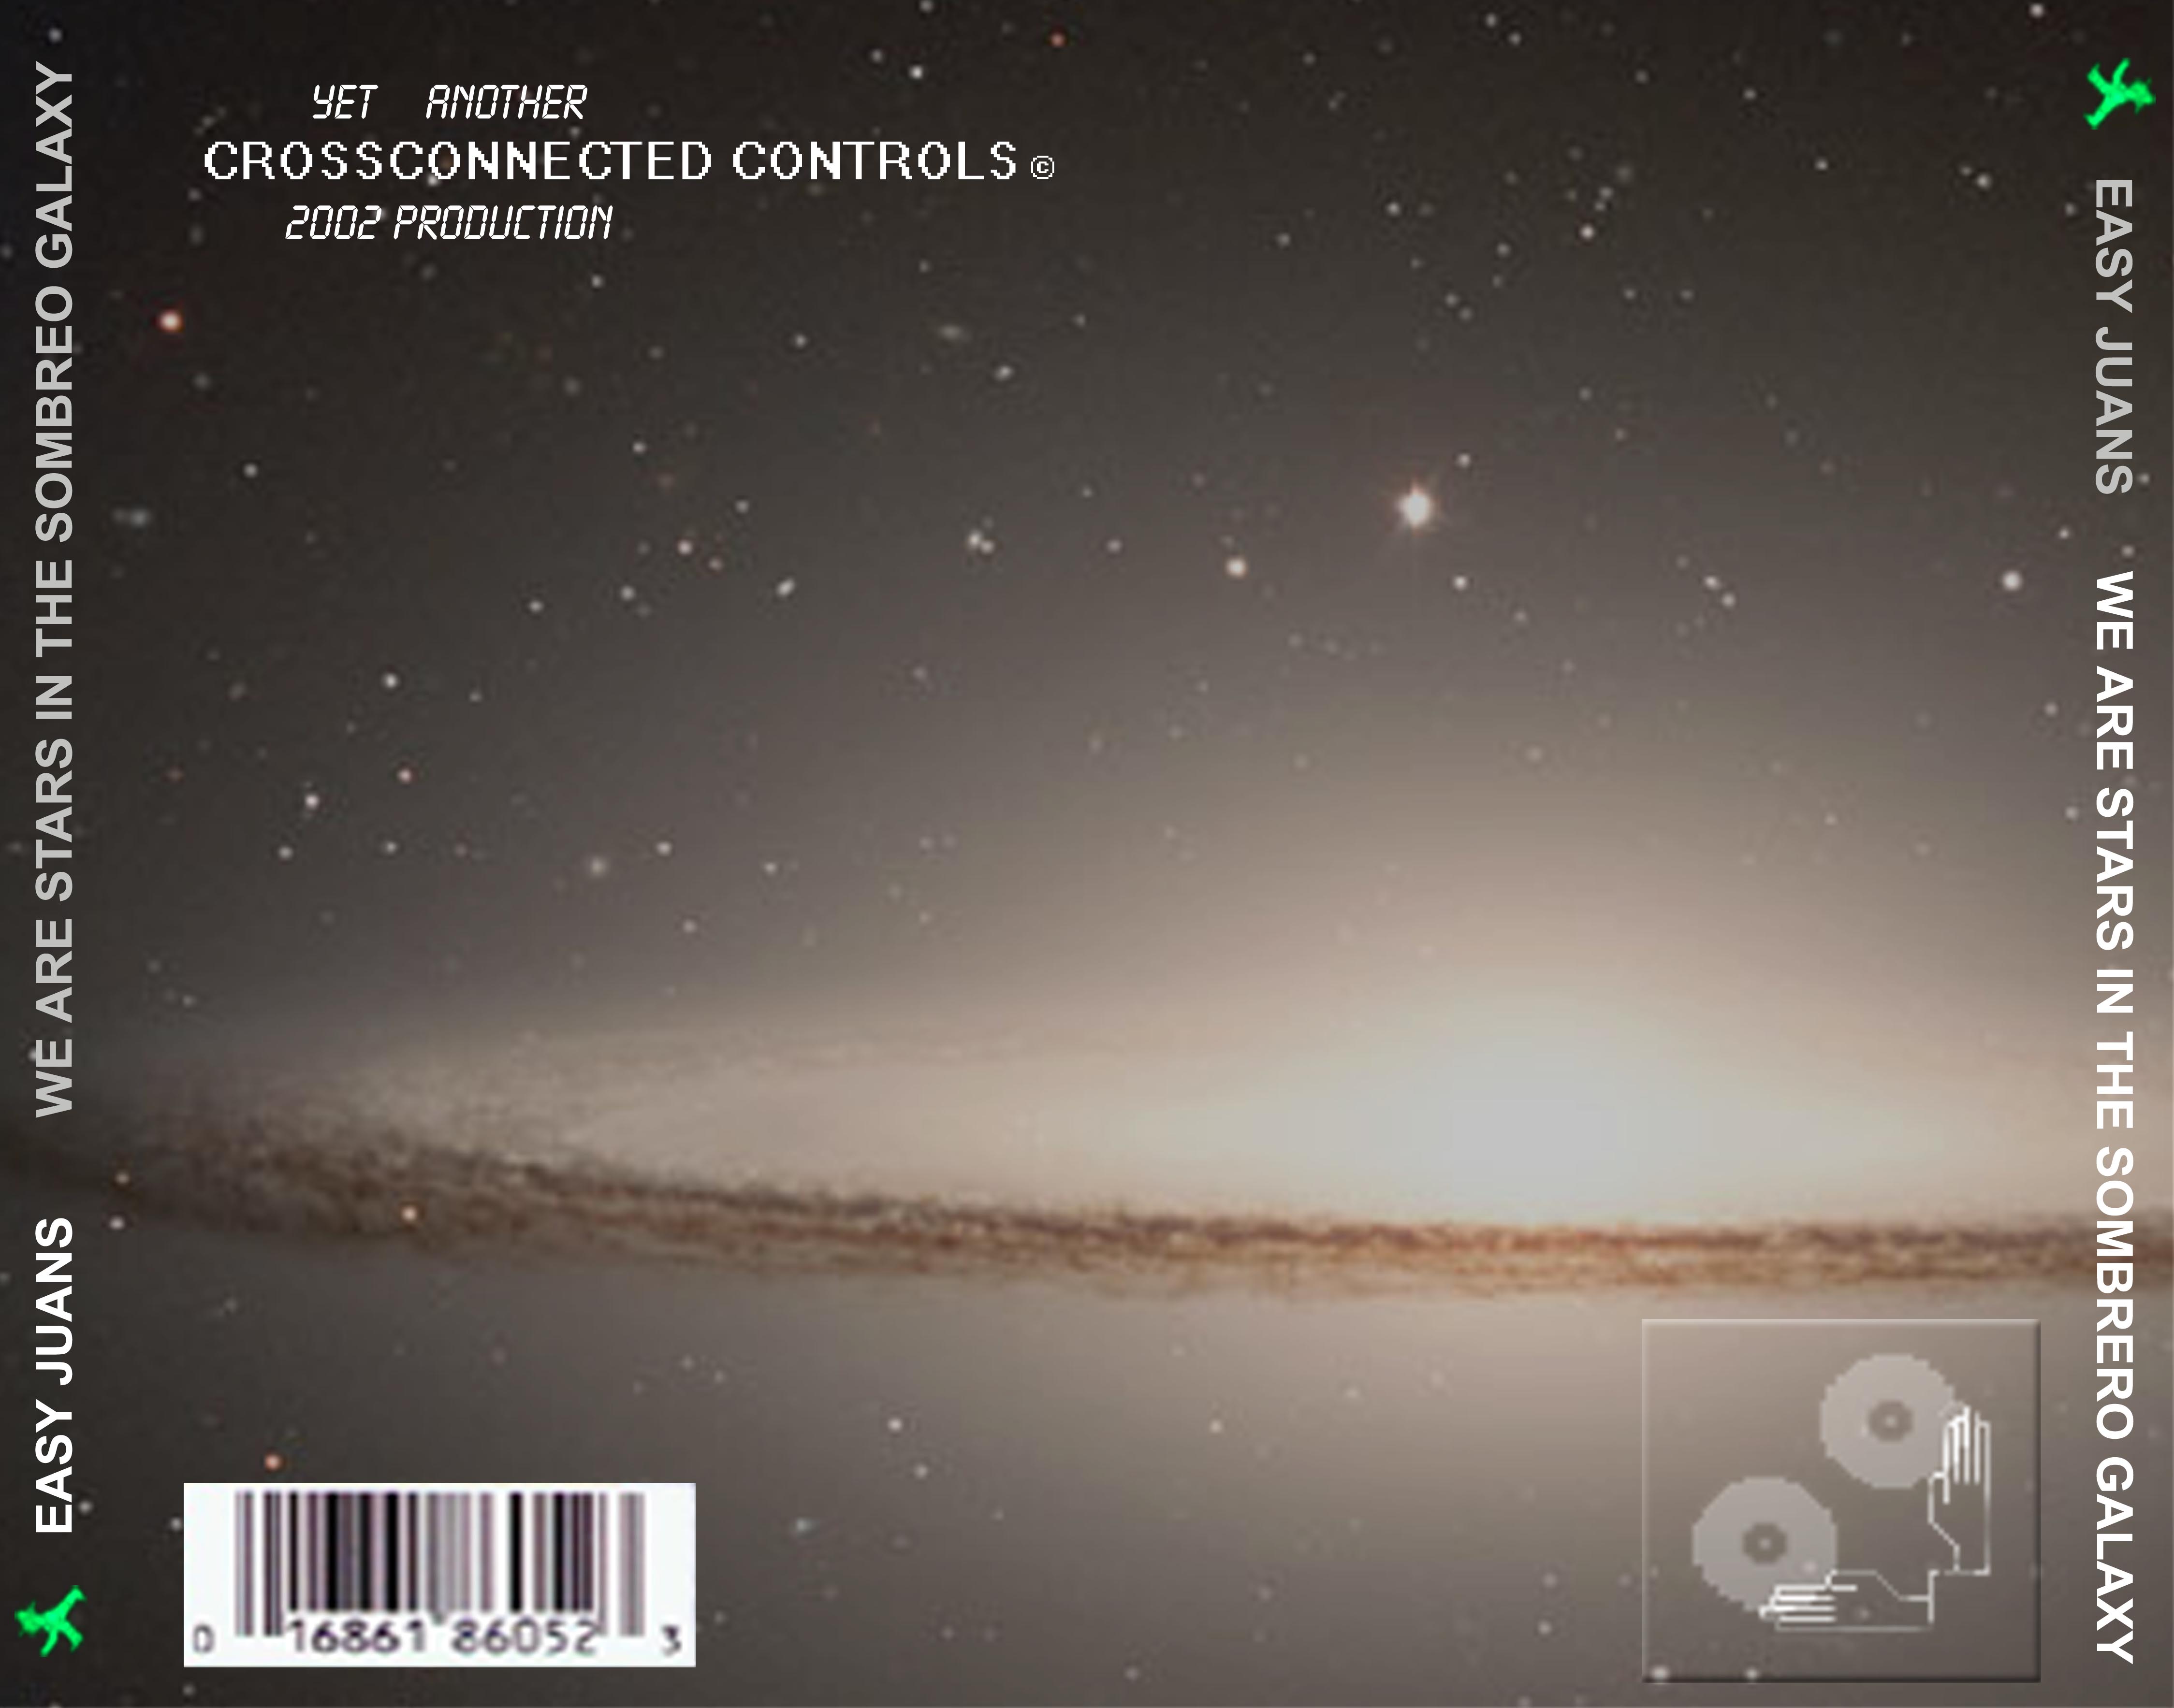 YET ANOTHER
CROSSCONNECTED CONTROLS ©
2002 PRODUCTION
WE ARE STARS IN THE SOMBREO GALAXY
EASY JUANS
EASY JUANS
WE ARE STARS IN THE SOMBRERO GALAXY
0 16861 86052 3